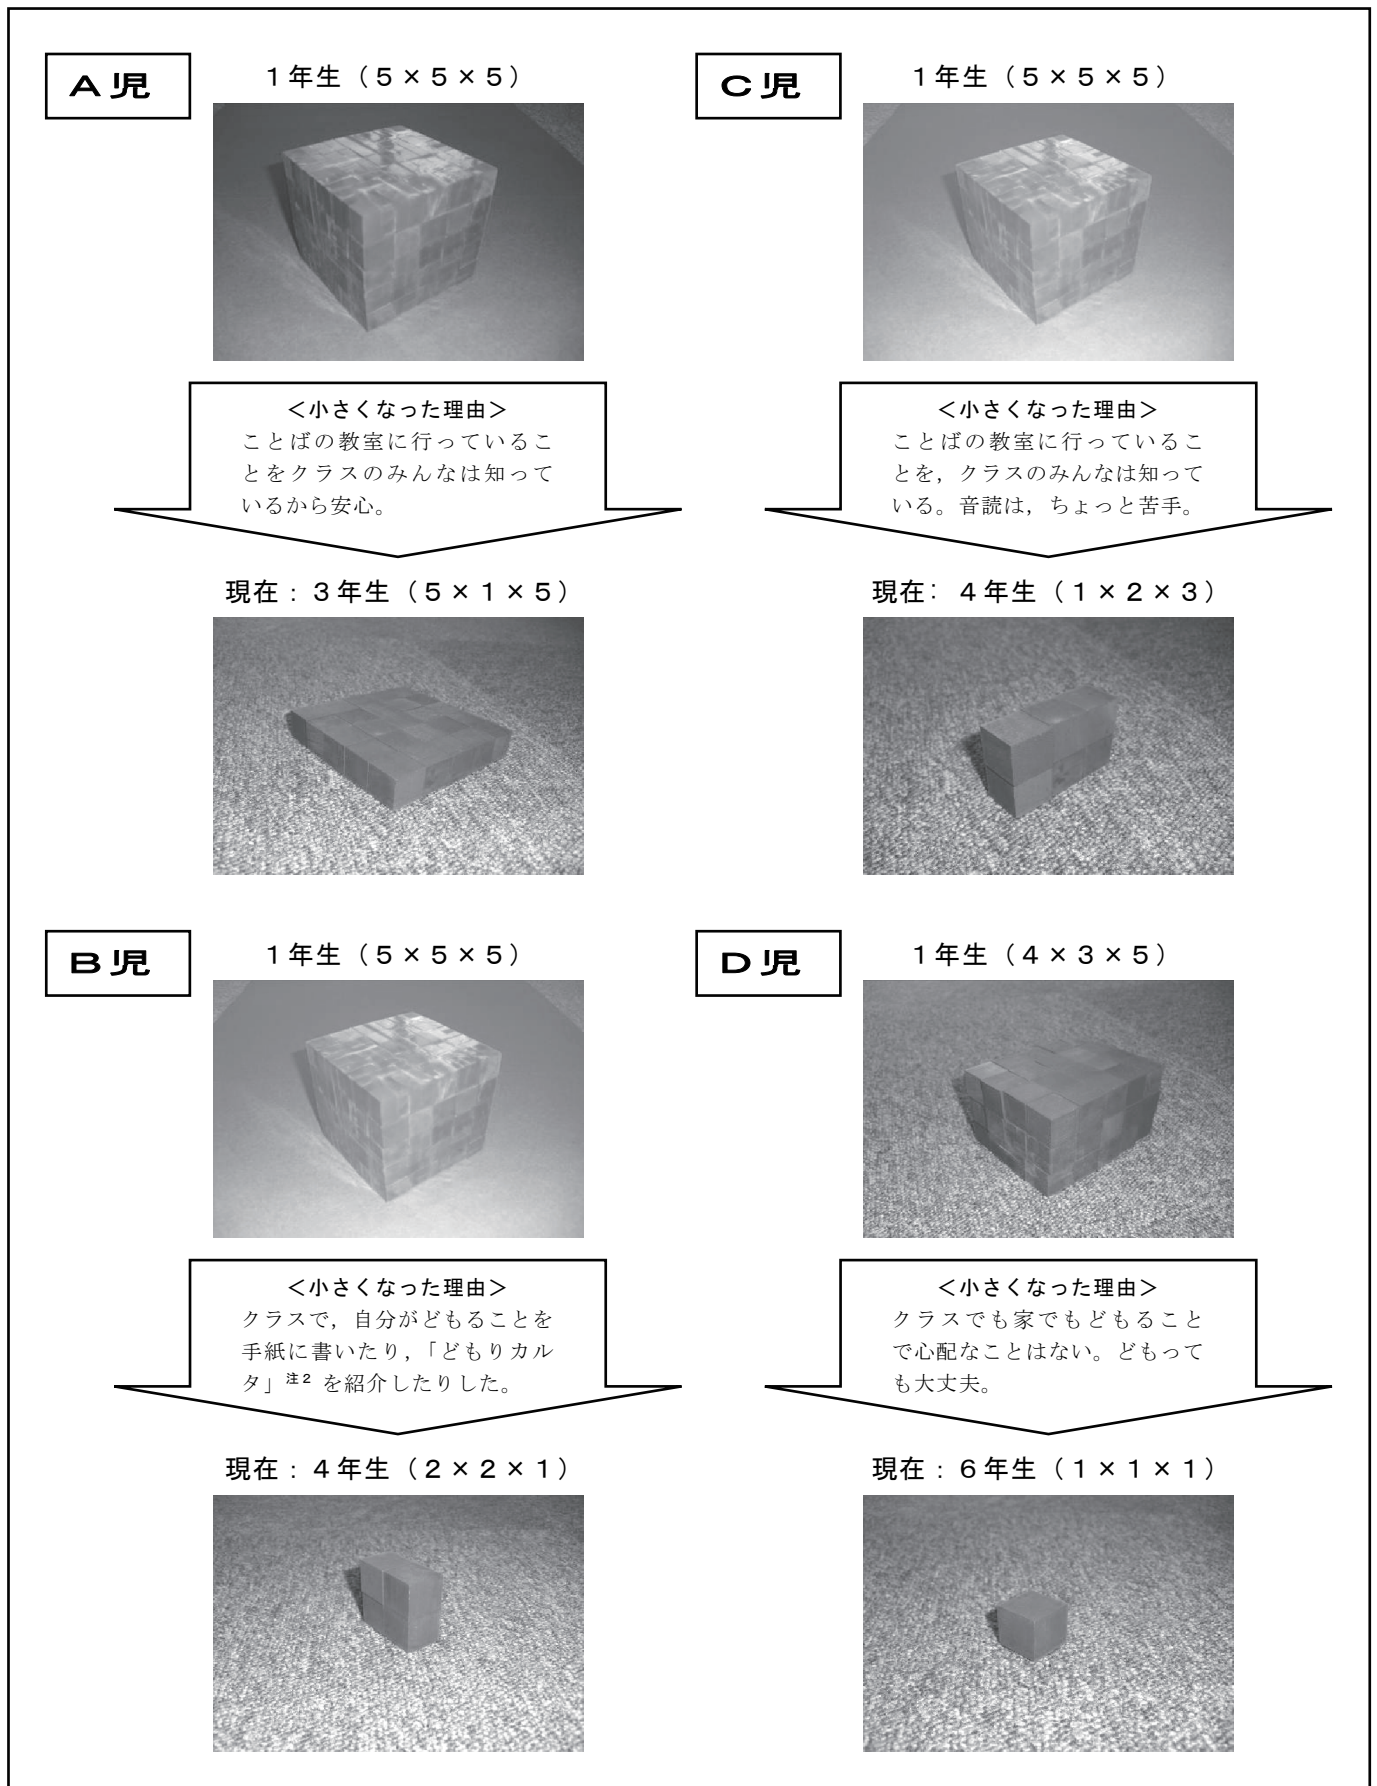 A児
1年生（5×5×5）
＜小さくなった理由＞
ことばの教室に行っているこ
とをクラスのみんなは知って
いるから安心。
現在：3年生（5×1×5）
C児
1年生（5×5×5）
＜小さくなった理由＞
ことばの教室に行っているこ
とを，クラスのみんなは知って
いる。音読は，ちょっと苦手。
現在：4年生（1×2×3）
B児
1年生（5×5×5）
＜小さくなった理由＞
クラスで，自分がどもることを
手紙に書いたり，「どもりカル
タ」注2 を紹介したりした。
現在：4年生（2×2×1）
D児
1年生（4×3×5）
＜小さくなった理由＞
クラスでも家でもどもること
で心配なことはない。どもって
も大丈夫。
現在：6年生（1×1×1）